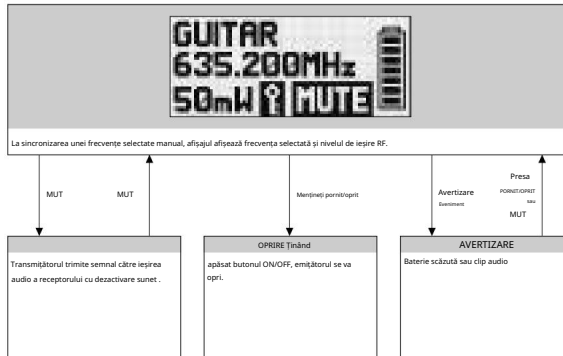 GUITAR
635.200MHz
50mW MUTE
La sincronizarea unei frecvențe selectate manual, afișajul afișează frecvența selectată și nivelul de ieșire RF.
MUT
MUT
Mențineți pornit/oprit
Avertizare
Eveniment
Presa
PORNIT/OPRIT
sau
MUT
Transmițătorul trimite semnal către ieșirea
audio a receptorului cu dezactivare sunet .
OPRIRE Ținând
apăsat butonul ON/OFF, emițătorul se va
opri.
AVERTIZARE
Baterie scăzută sau clip audio